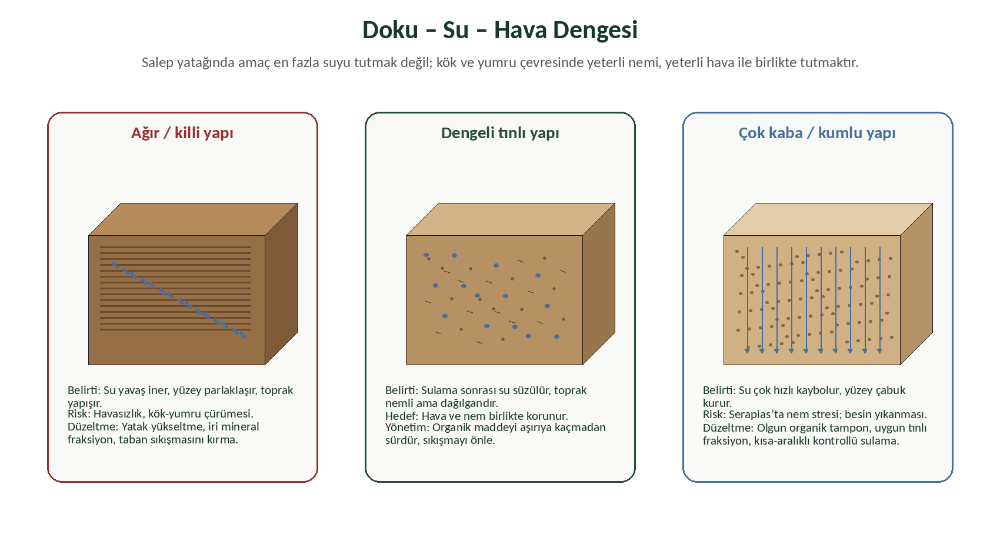 Doku – Su – Hava Dengesi
Salep yatağında amaç en fazla suyu tutmak değil; kök ve yumru çevresinde yeterli nemi, yeterli hava ile birlikte tutmaktır.
Ağır / killi yapı
Belirti: Su yavaş iner, yüzey parlaklaşır, toprak
yapışır.
Risk: Havasızlık, kök-yumru çürümesi.
Düzeltme: Yatak yükseltme, iri mineral
fraksiyon, taban sıkışmasını kırma.
Dengeli tınlı yapı
Belirti: Sulama sonrası su süzülür, toprak
nemli ama dağılgandır.
Hedef: Hava ve nem birlikte korunur.
Yönetim: Organik maddeyi aşırıya kaçmadan
sürdür, sıkışmayı önle.
Çok kaba / kumlu yapı
Belirti: Su çok hızlı kaybolur, yüzey çabuk
kurur.
Risk: Serapias’ta nem stresi; besin yıkanması.
Düzeltme: Olgun organik tampon, uygun tınlı
fraksiyon, kısa-aralıklı kontrollü sulama.